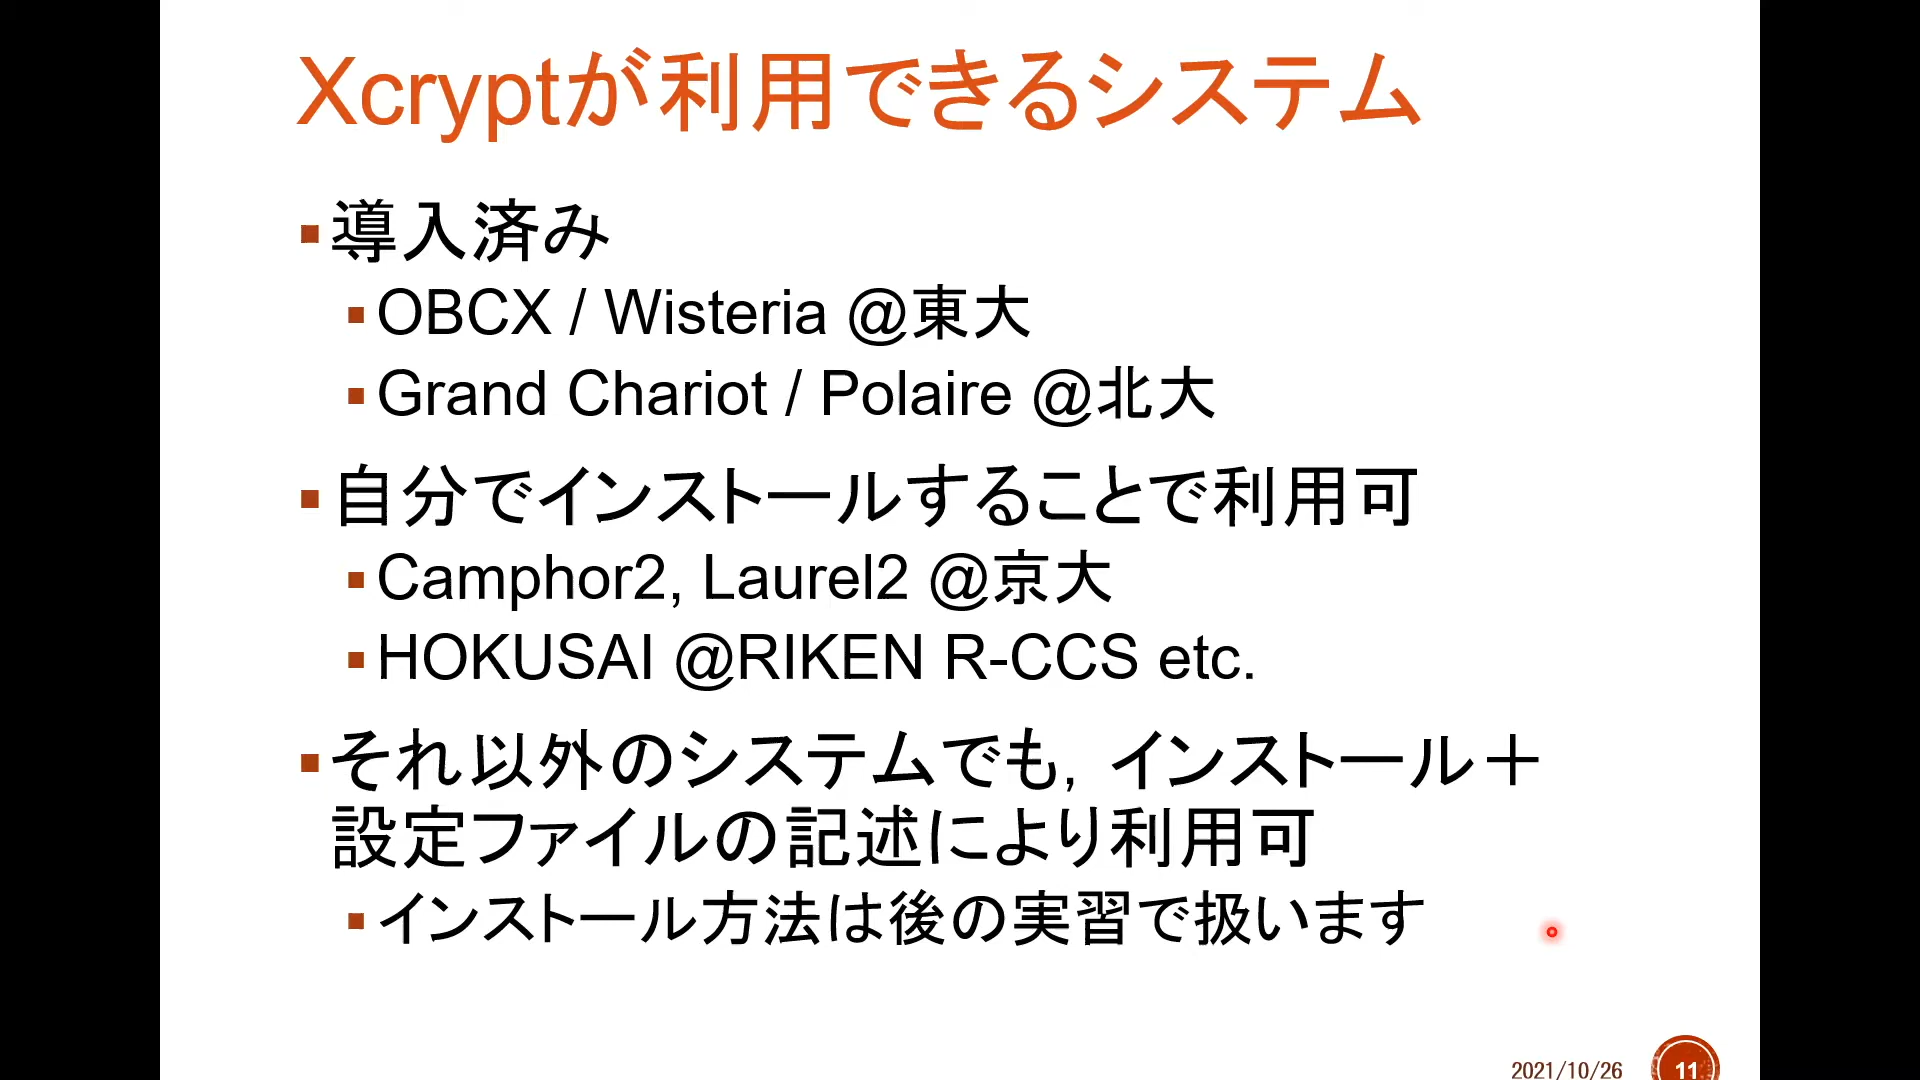 Xcryptが利用できるシステム
導入済み
OBCX / Wisteria @東大
Grand Chariot / Polaire @北大
自分でインストールすることで利用可
Camphor2, Laurel2 @京大
HOKUSAI @RIKEN R-CCS etc.
それ以外のシステムでも，インストール＋
設定ファイルの記述により利用可
インストール方法は後の実習で扱います
2021/10/26
11